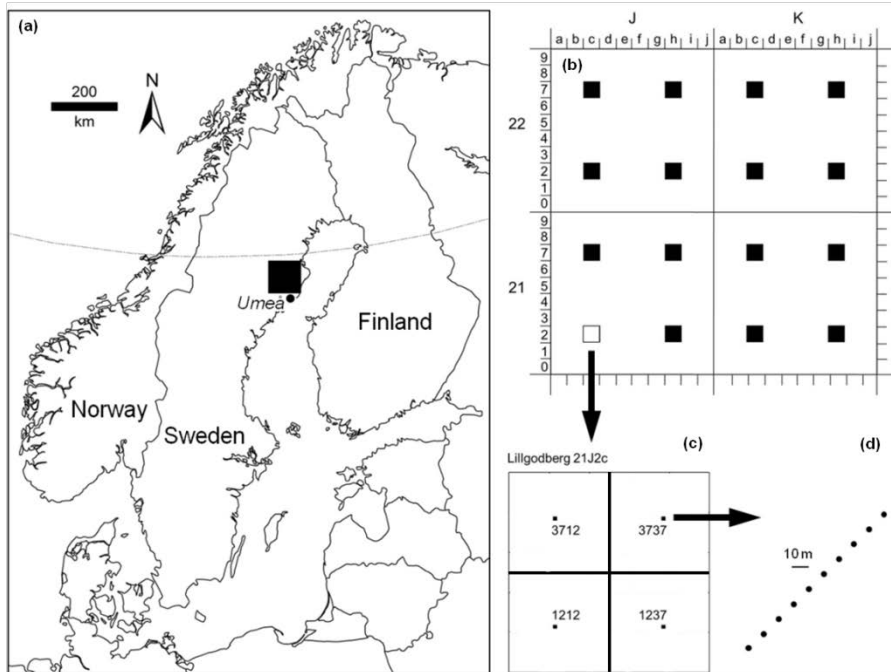 (a)
N
200
km
Umeå
Finland
Norway
Sweden
J K
a b c d e f g h i j a b c d e f g h i j
(b)
22
9
8
7
6
5
4
3
2
1
0
21
9
8
7
6
5
4
3
2
1
0
(c) (d)
Lillgodberg 21J2c
3712 3737
10 m
1212 1237